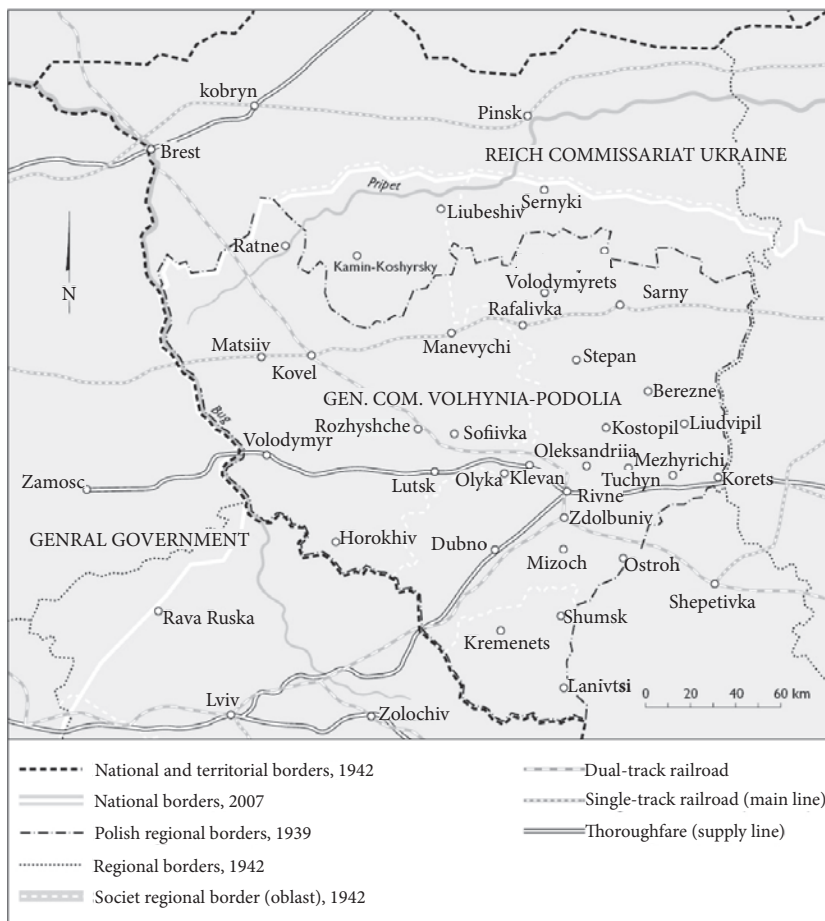 kobryn
Pinsk
Brest
REICH COMMISSARIAT UKRAINE
Pripet
Sernyki
Liubeshiv
Ratne
Kamin-Koshyrsky
N
Volodymyrets
Sarny
Rafalivka
Matsiiv
Manevychi
Kovel
Stepan
Berezne
GEN. COM. VOLHYNIA-PODOLIA
Bug
Rozhyshche
Sofiivka
Kostopil
Liudvipil
Volodymyr
Oleksandriia
Mezhyrichi
Zamosc
Lutsk
Olyka
Klevan
Tuchyn
Korets
Rivne
Zdolbuniy
GENRAL GOVERNMENT
Horokhiv
Dubno
Mizoch
Ostroh
Shepetivka
Rava Ruska
Shumsk
Kremenets
Lanivtsi
0 20 40 60 km
Lviv
Zolochiv
National and territorial borders, 1942
National borders, 2007
Polish regional borders, 1939
Regional borders, 1942
Societ regional border (oblast), 1942
Dual-track railroad
Single-track railroad (main line)
Thoroughfare (supply line)